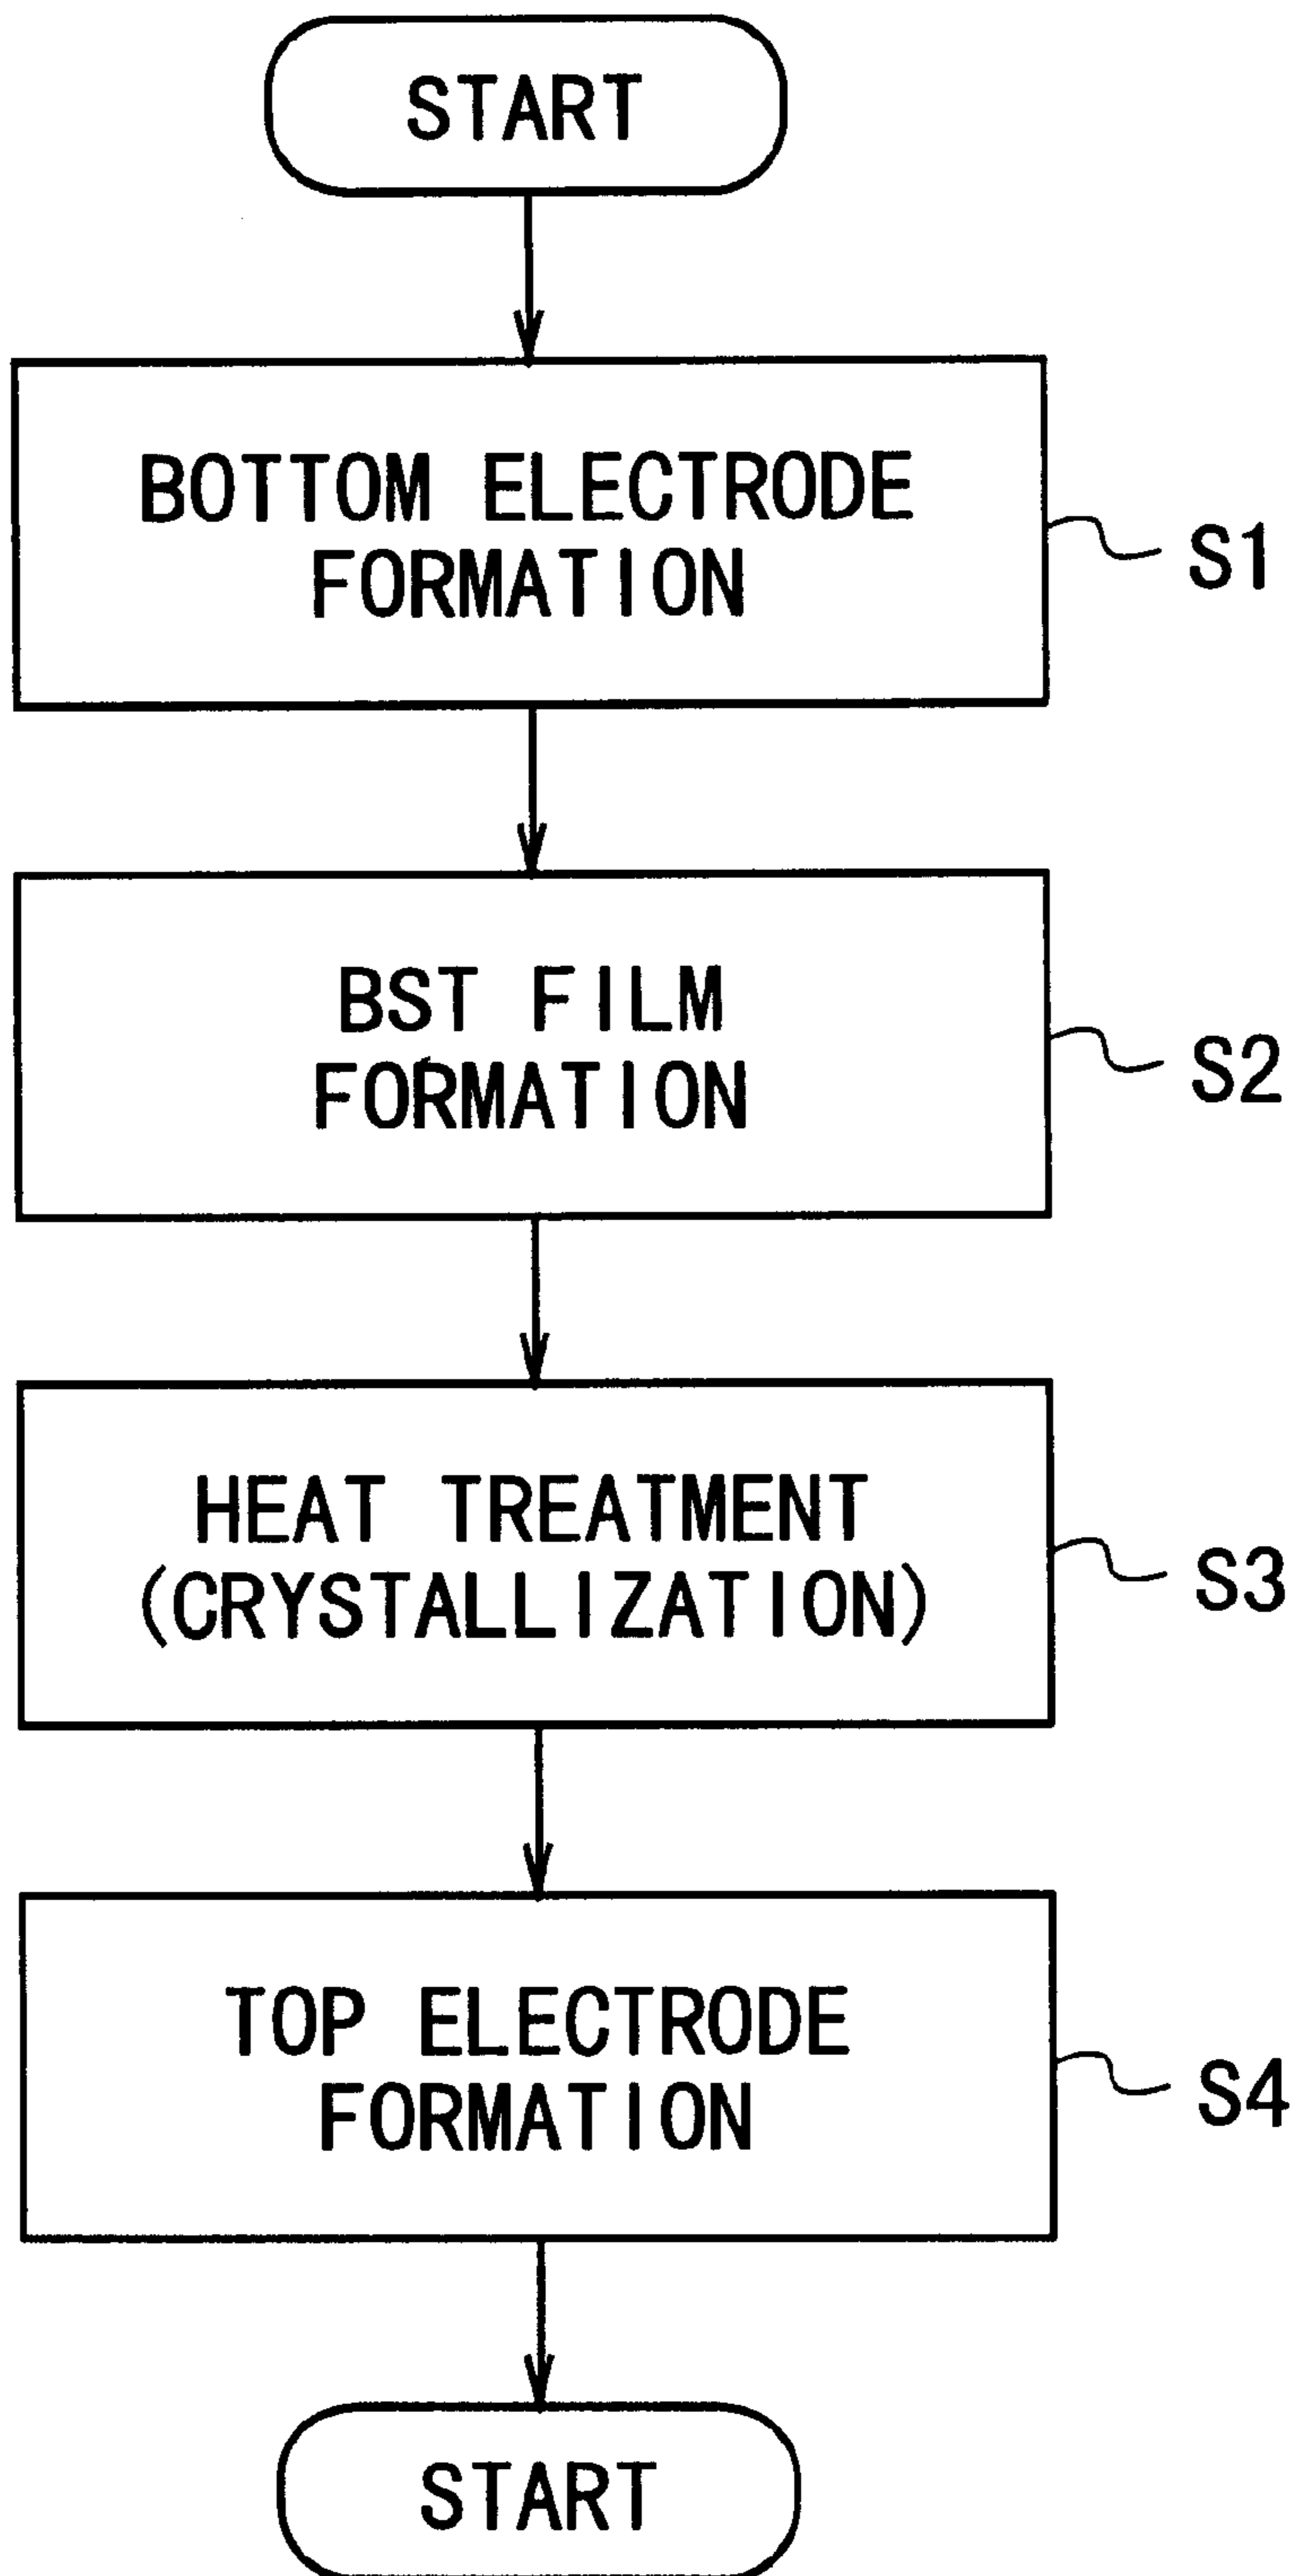 START
BOTTOM ELECTRODE
FORMATION
S1
BST FILM
FORMATION
S2
HEAT TREATMENT
(CRYSTALLIZATION)
S3
TOP ELECTRODE
FORMATION
S4
START